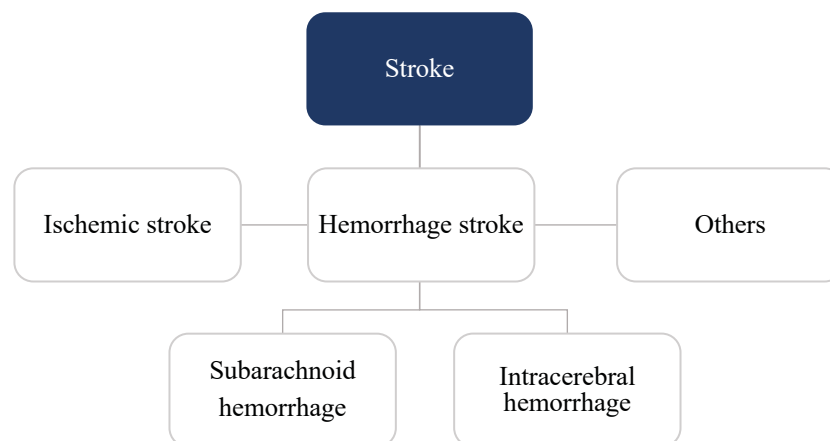 Stroke
Ischemic stroke
Hemorrhage stroke
Others
Subarachnoid
hemorrhage
Intracerebral
hemorrhage